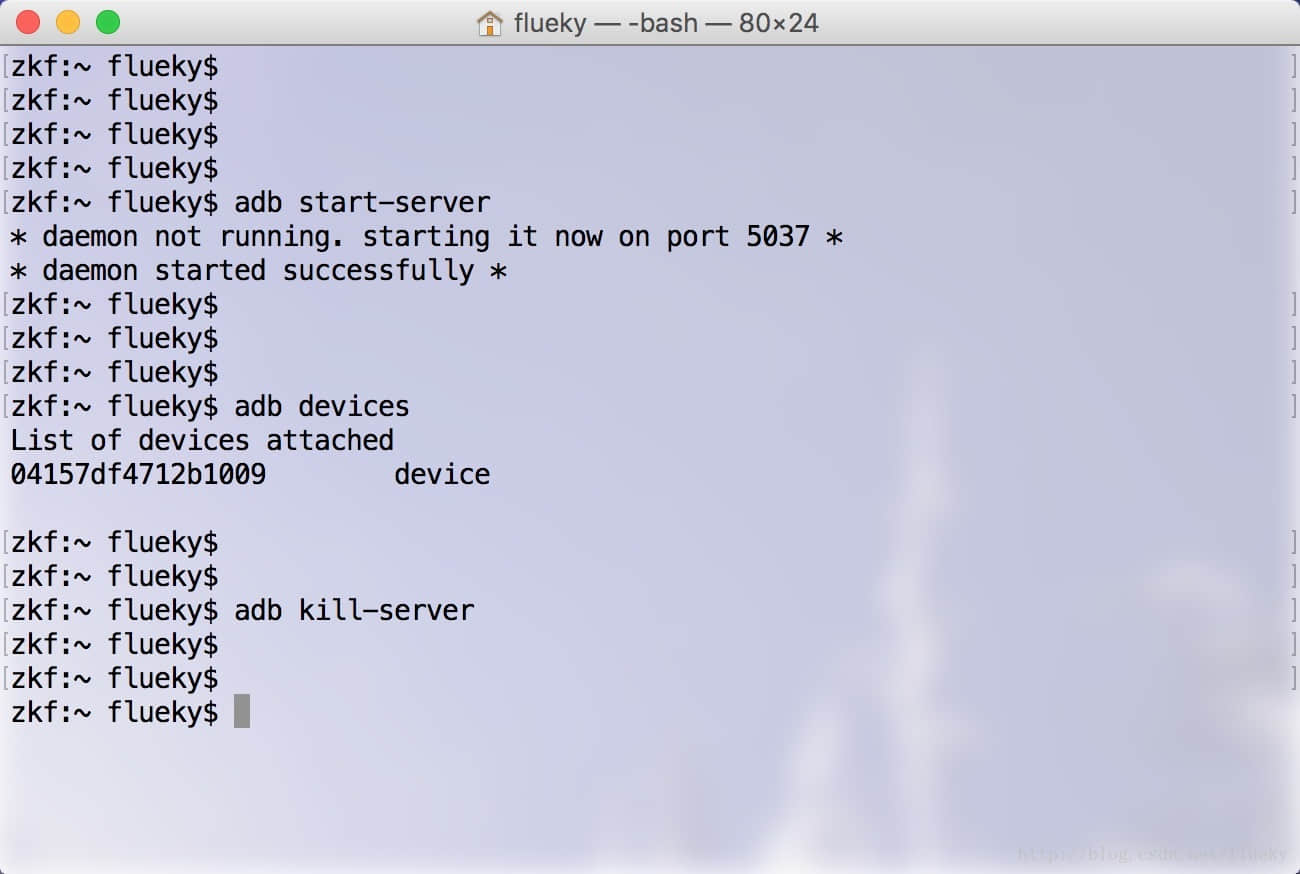 flueky — -bash — 80×24
[zkf:~ flueky$ ]
[zkf:~ flueky$ ]
[zkf:~ flueky$ ]
[zkf:~ flueky$ ]
[zkf:~ flueky$ adb start-server ]
* daemon not running. starting it now on port 5037 *
* daemon started successfully *
[zkf:~ flueky$ ]
[zkf:~ flueky$ ]
[zkf:~ flueky$ ]
[zkf:~ flueky$ adb devices ]
List of devices attached
04157df4712b1009 device
[zkf:~ flueky$ ]
[zkf:~ flueky$ ]
[zkf:~ flueky$ adb kill-server ]
[zkf:~ flueky$ ]
[zkf:~ flueky$ ]
zkf:~ flueky$
http://blog.csdn.net/flueky